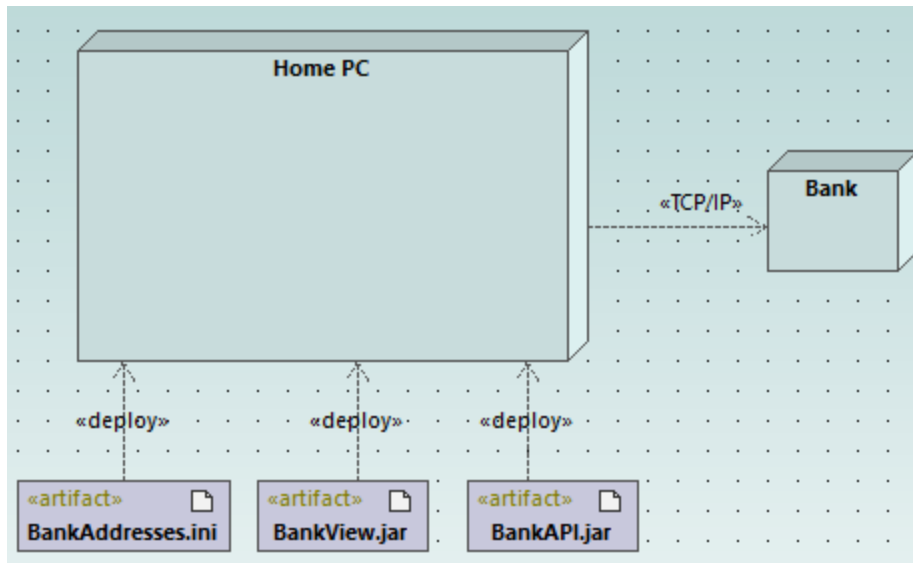 Home PC
Bank
«TCP/IP»
«deploy» «deploy» «deploy»
«artifact» «artifact» «artifact»
BankAddresses.ini BankView.jar BankAPI.jar